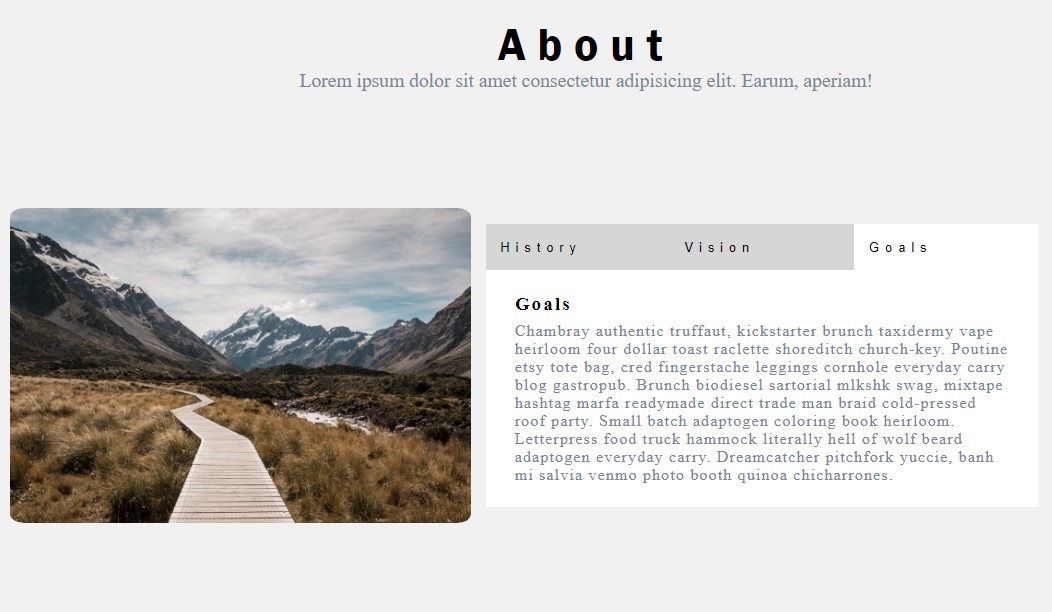 About
Lorem ipsum dolor sit amet consectetur adipisicing elit. Earum, aperiam!
History
Vision
Goals
Goals
Chambray authentic truffaut, kickstarter brunch taxidermy vape
heirloom four dollar toast raclette shoreditch church-key. Poutine
etsy tote bag, cred fingerstache leggings cornhole everyday carry
blog gastropub. Brunch biodiesel sartorial mlkshk swag, mixtape
hashtag marfa readymade direct trade man braid cold-pressed
roof party. Small batch adaptogen coloring book heirloom.
Letterpress food truck hammock literally hell of wolf beard
adaptogen everyday carry. Dreamcatcher pitchfork yuccie, banh
mi salvia venmo photo booth quinoa chicharrones.